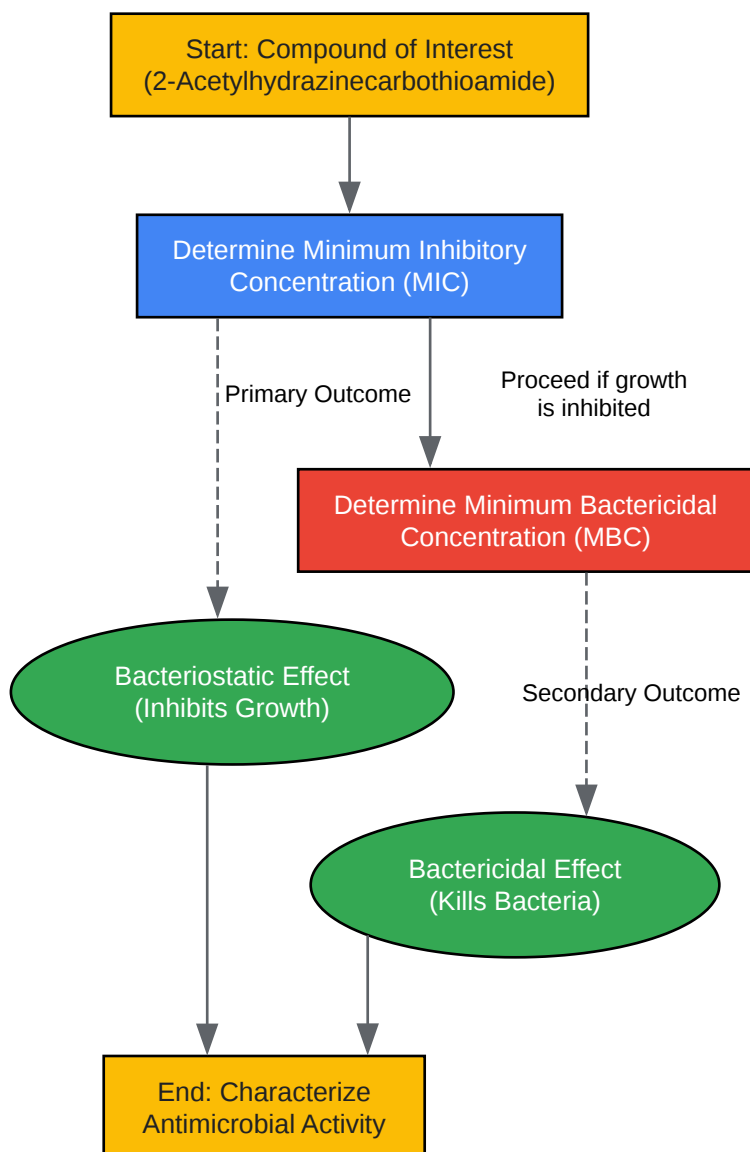 Start: Compound of Interest
(2-Acetylhydrazinecarbothioamide)
Determine Minimum Inhibitory
Concentration (MIC)
Primary Outcome
Proceed if growth
is inhibited
Determine Minimum Bactericidal
Concentration (MBC)
Bacteriostatic Effect
(Inhibits Growth)
Secondary Outcome
Bactericidal Effect
(Kills Bacteria)
End: Characterize
Antimicrobial Activity